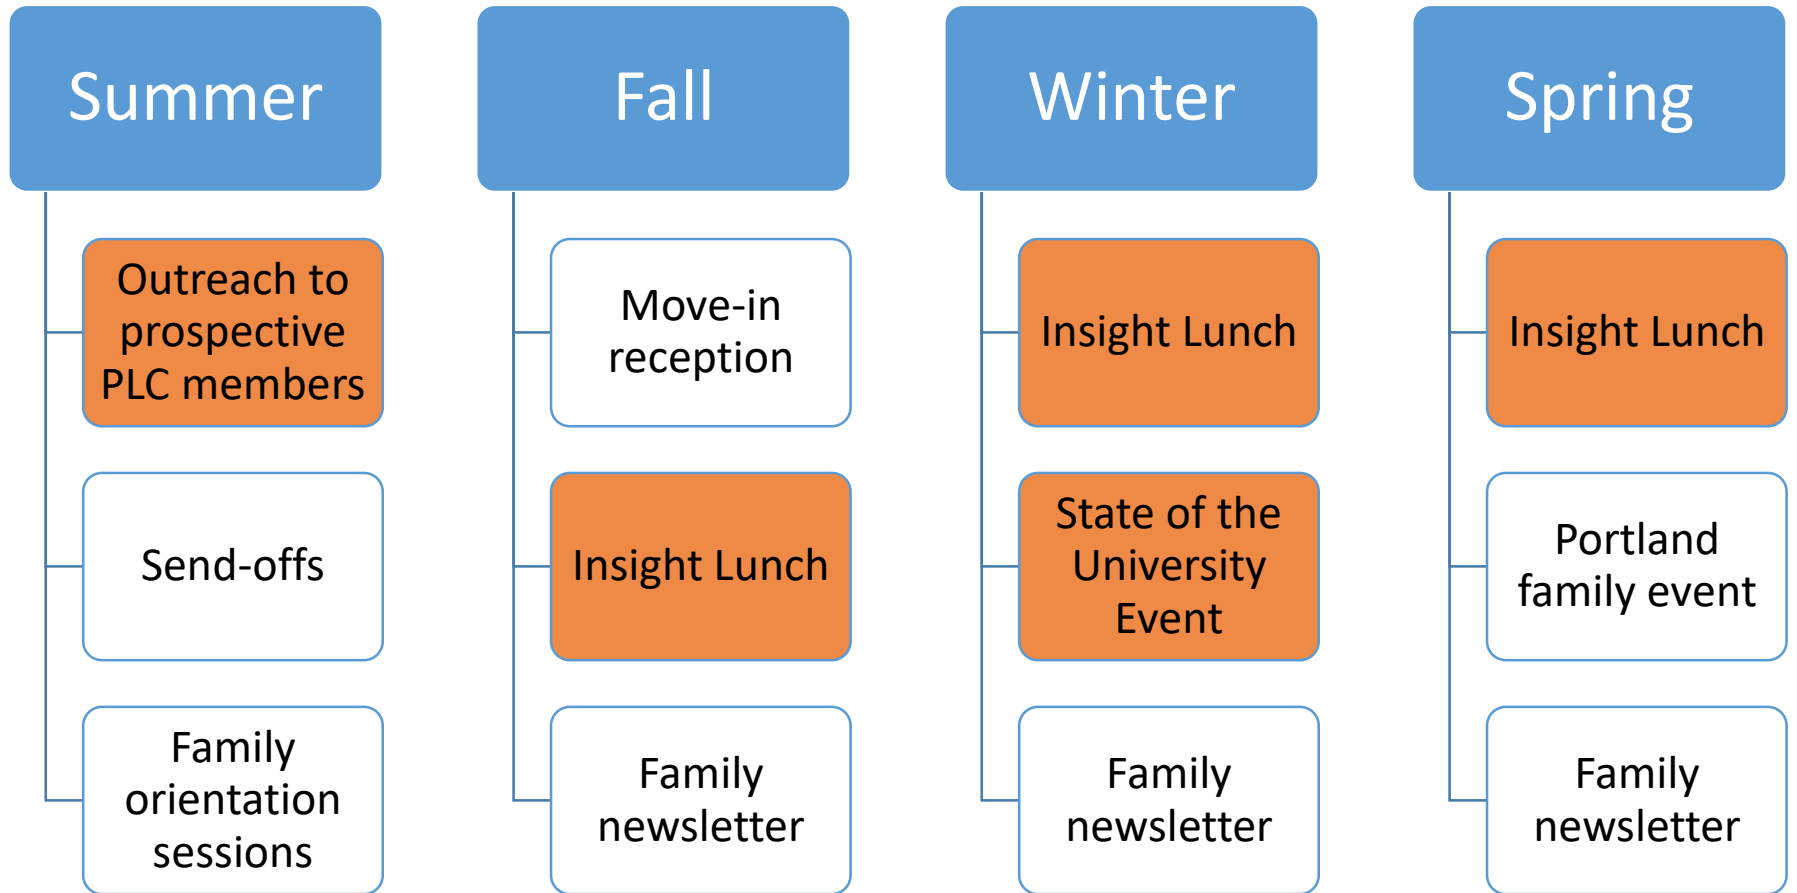 Summer
Outreach to
prospective
PLC members
Send-offs
Family
orientation
sessions
Fall
Move-in
reception
Insight Lunch
Family
newsletter
Winter
Insight Lunch
State of the
University
Event
Family
newsletter
Spring
Insight Lunch
Portland
family event
Family
newsletter